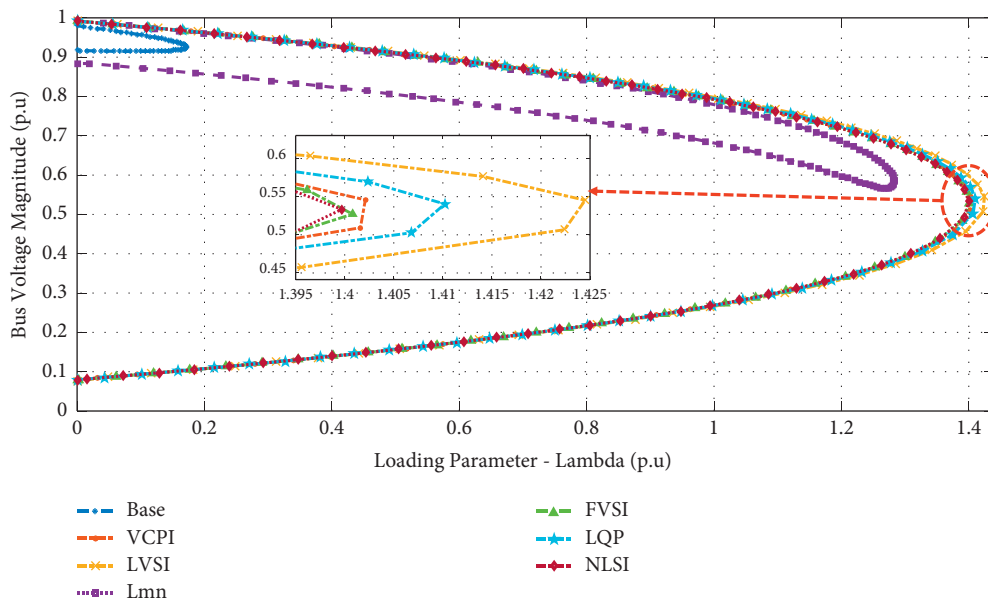 1
0.9
0.8
0.7
0.6
0.5
0.4
0.3
0.2
0.1
0
Bus Voltage Magnitude (p.u)
0.6
0.55
0.5
0.45
1.395 1.4 1.405 1.41 1.415 1.42 1.425
0 0.2 0.4 0.6 0.8 1 1.2 1.4
Loading Parameter - Lambda (p.u)
Base
VCPI
LVSI
Lmn
FVSI
LQP
NLSI